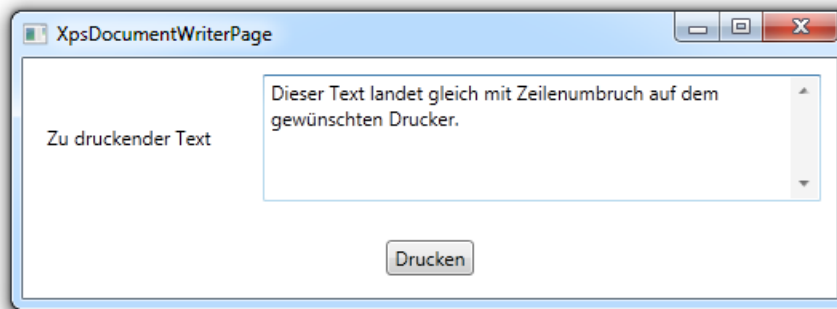 XpsDocumentWriterPage
Zu druckender Text
Dieser Text landet gleich mit Zeilenumbruch auf dem
gewünschten Drucker.
Drucken